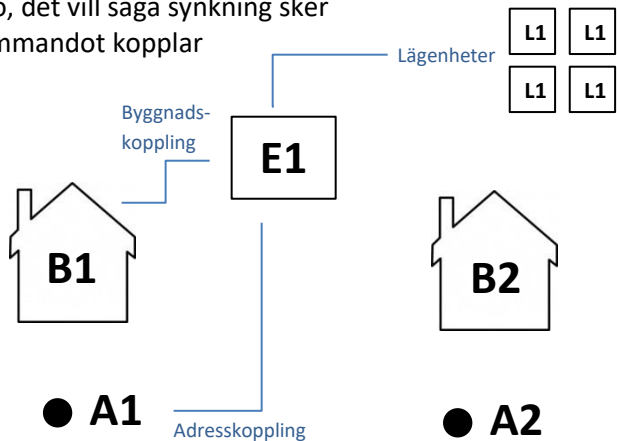 o, det vill säga synkning sker
mmandot kopplar
Lägenheter
L1 L1
L1 L1
Byggnads-
koppling
E1
B1
B2
A1
Adresskoppling
A2